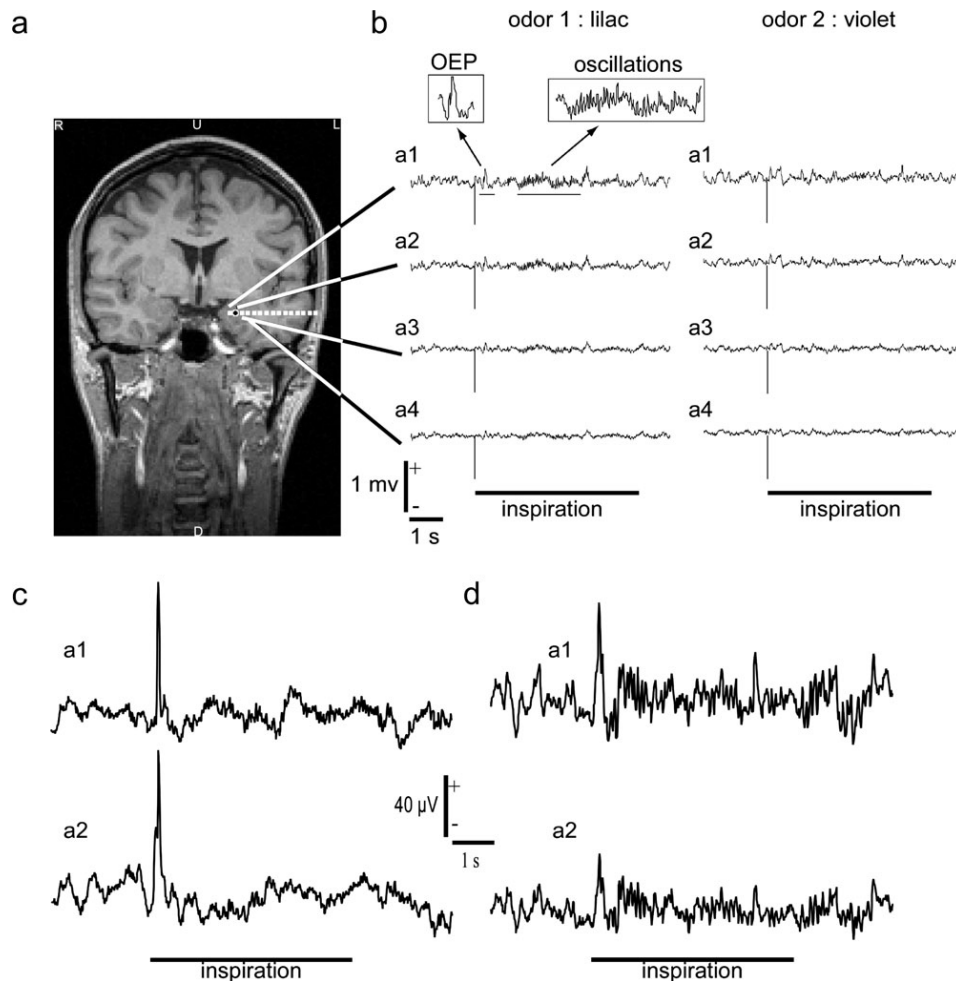 a
R
U
L
D
b
odor 1 : lilac
odor 2 : violet
OEP
oscillations
a1
a2
a3
a4
a1
a2
a3
a4
1 mv
+
-
1 s
inspiration
inspiration
c
a1
a2
inspiration
40 µV
+
-
1 s
d
a1
a2
inspiration